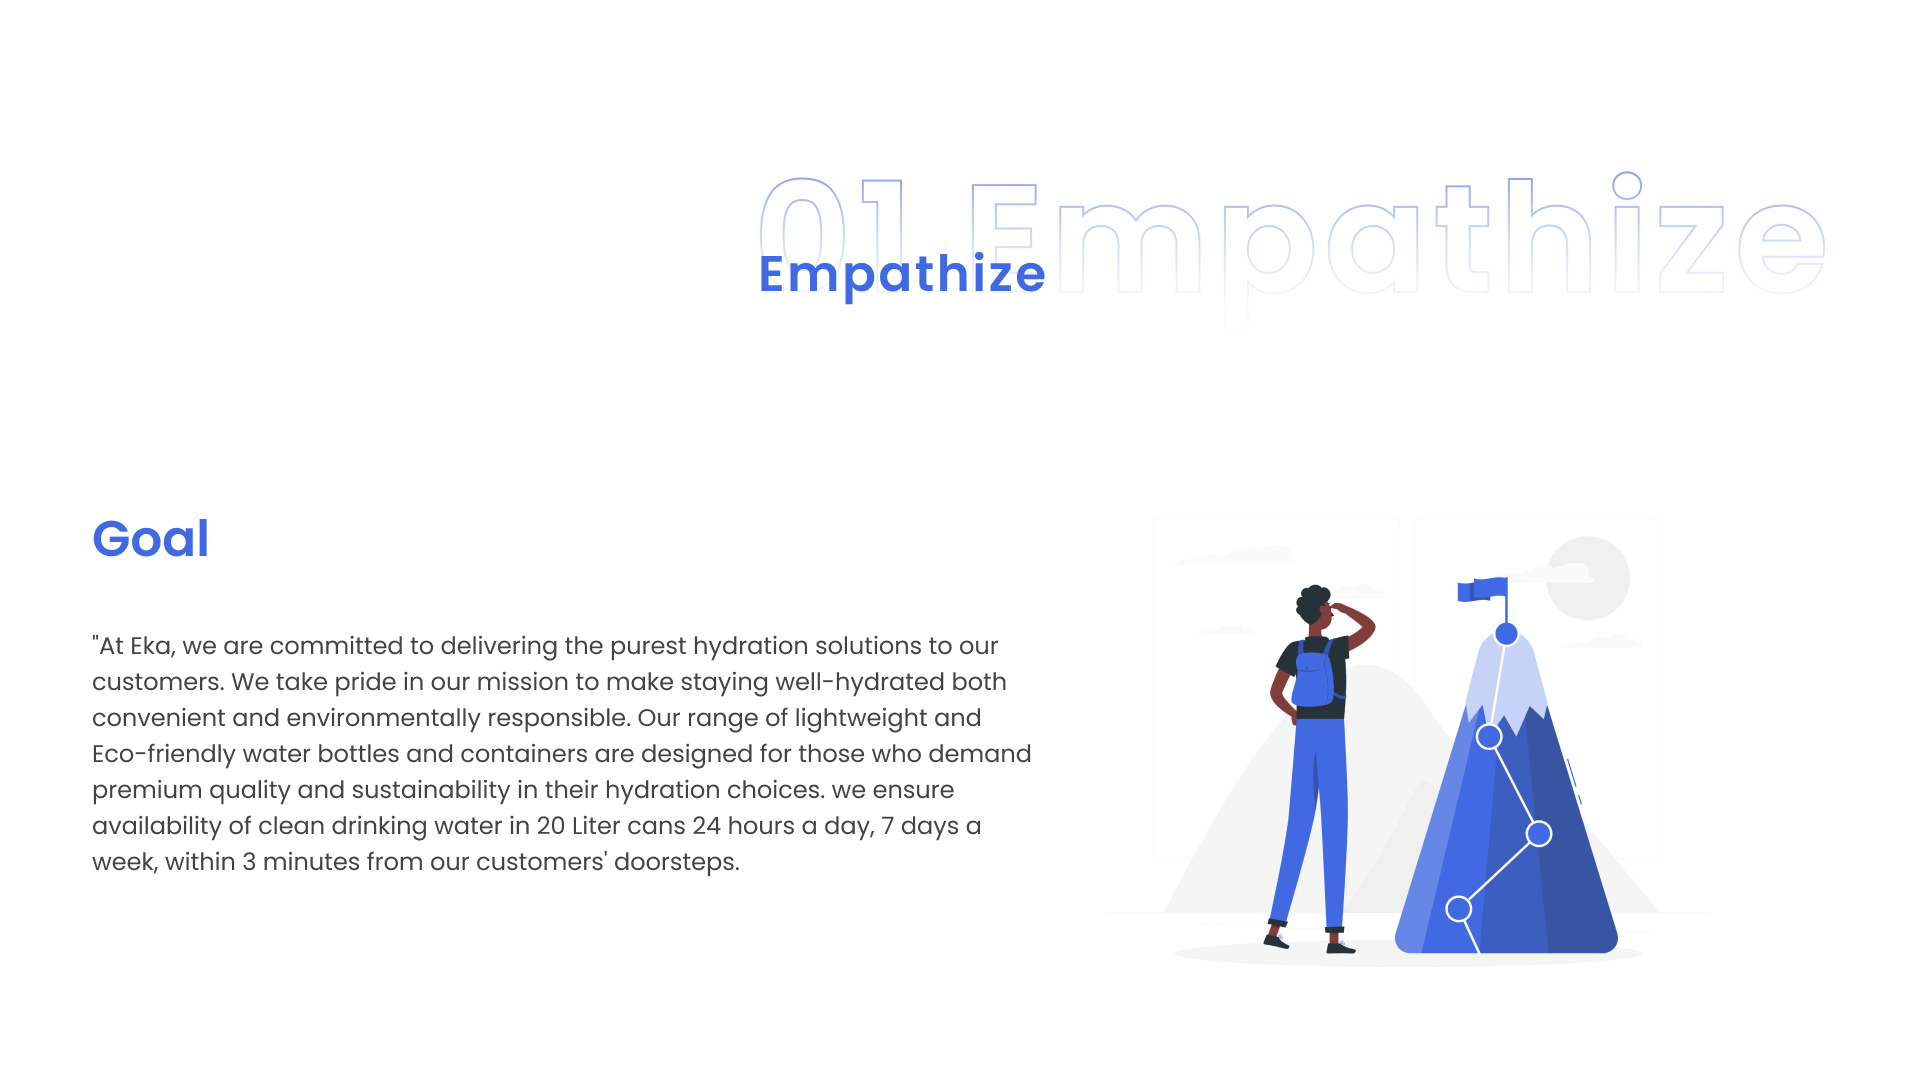 01 Empathize
Empathize
Goal
"At Eka, we are committed to delivering the purest hydration solutions to our
customers. We take pride in our mission to make staying well-hydrated both
convenient and environmentally responsible. Our range of lightweight and
Eco-friendly water bottles and containers are designed for those who demand
premium quality and sustainability in their hydration choices. we ensure
availability of clean drinking water in 20 Liter cans 24 hours a day, 7 days a
week, within 3 minutes from our customers' doorsteps.